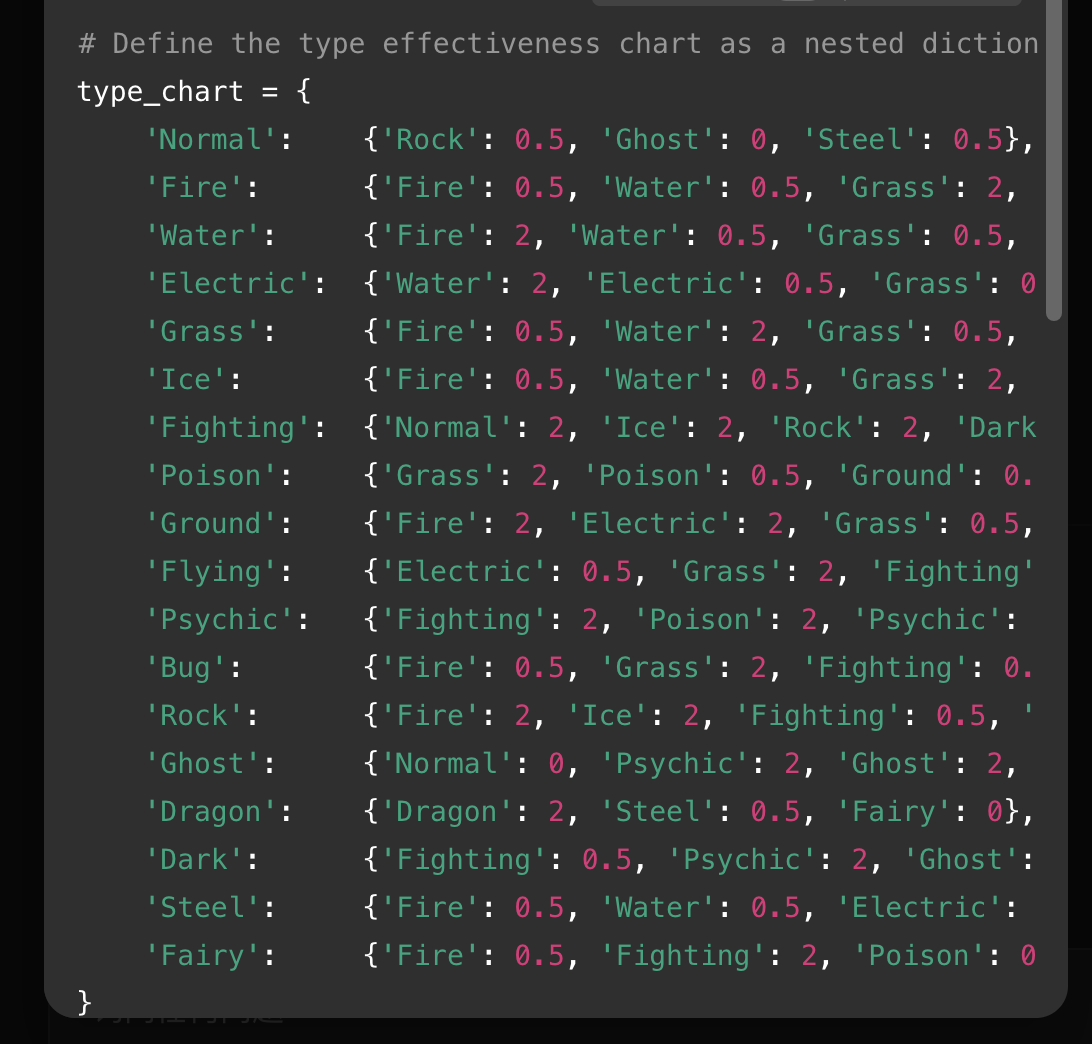 # Define the type effectiveness chart as a nested diction
type_chart = {
    'Normal':    {'Rock': 0.5, 'Ghost': 0, 'Steel': 0.5},
    'Fire':      {'Fire': 0.5, 'Water': 0.5, 'Grass': 2,
    'Water':     {'Fire': 2, 'Water': 0.5, 'Grass': 0.5,
    'Electric':  {'Water': 2, 'Electric': 0.5, 'Grass': 0
    'Grass':     {'Fire': 0.5, 'Water': 2, 'Grass': 0.5,
    'Ice':       {'Fire': 0.5, 'Water': 0.5, 'Grass': 2,
    'Fighting':  {'Normal': 2, 'Ice': 2, 'Rock': 2, 'Dark
    'Poison':    {'Grass': 2, 'Poison': 0.5, 'Ground': 0.
    'Ground':    {'Fire': 2, 'Electric': 2, 'Grass': 0.5,
    'Flying':    {'Electric': 0.5, 'Grass': 2, 'Fighting'
    'Psychic':   {'Fighting': 2, 'Poison': 2, 'Psychic':
    'Bug':       {'Fire': 0.5, 'Grass': 2, 'Fighting': 0.
    'Rock':      {'Fire': 2, 'Ice': 2, 'Fighting': 0.5, '
    'Ghost':     {'Normal': 0, 'Psychic': 2, 'Ghost': 2,
    'Dragon':    {'Dragon': 2, 'Steel': 0.5, 'Fairy': 0},
    'Dark':      {'Fighting': 0.5, 'Psychic': 2, 'Ghost':
    'Steel':     {'Fire': 0.5, 'Water': 0.5, 'Electric':
    'Fairy':     {'Fire': 0.5, 'Fighting': 2, 'Poison': 0
}